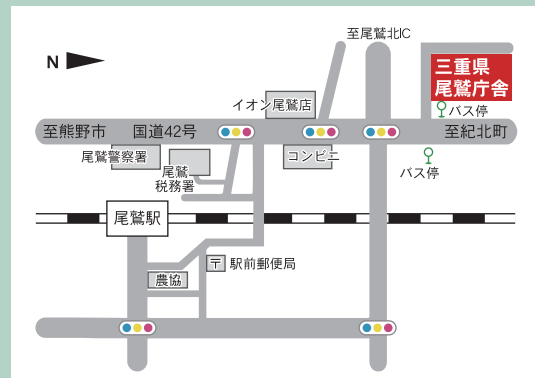 至尾鷲北IC
N
三重県
尾鷲庁舎
イオン尾鷲店
バス停
至熊野市
国道42号
至紀北町
尾鷲警察署
コンビニ
尾鷲
税務署
バス停
尾鷲駅
〒
駅前郵便局
農協